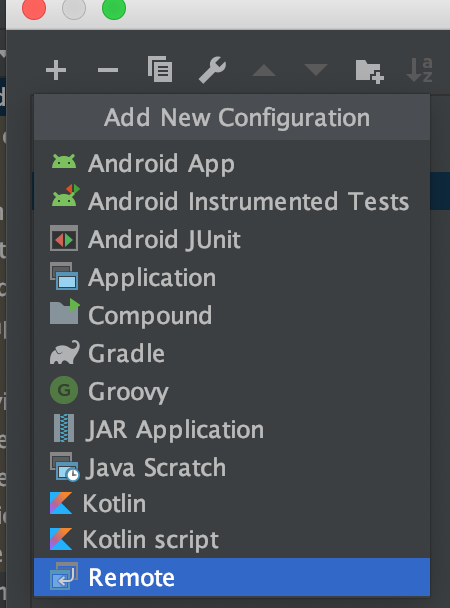 Add New Configuration
Android App
Android Instrumented Tests
Android JUnit
Application
Compound
Gradle
G Groovy
JAR Application
Java Scratch
Kotlin
Kotlin script
Remote